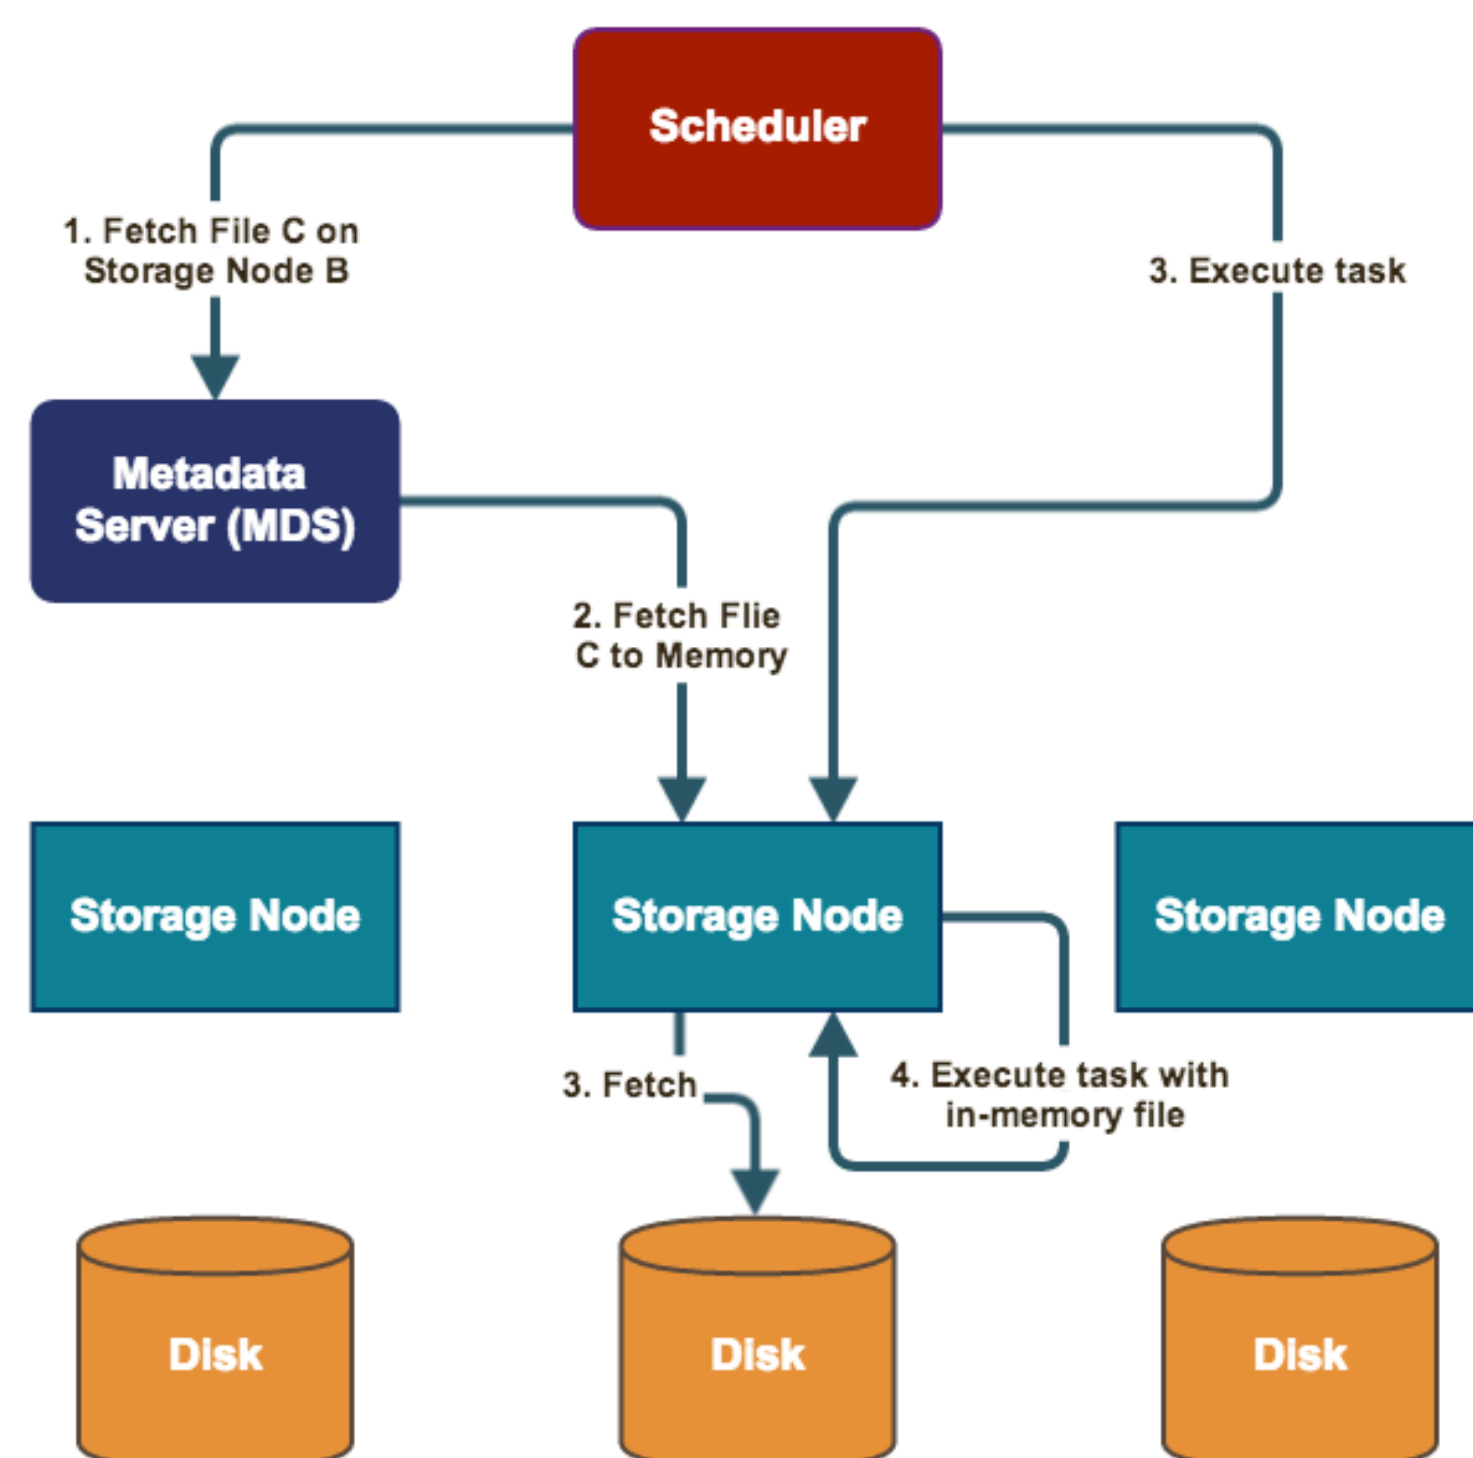 Scheduler
1. Fetch File C on
Storage Node B
3. Execute task
Metadata
Server (MDS)
2. Fetch Flie
C to Memory
Storage Node
Storage Node
Storage Node
3. Fetch
4. Execute task with
in-memory file
Disk
Disk
Disk